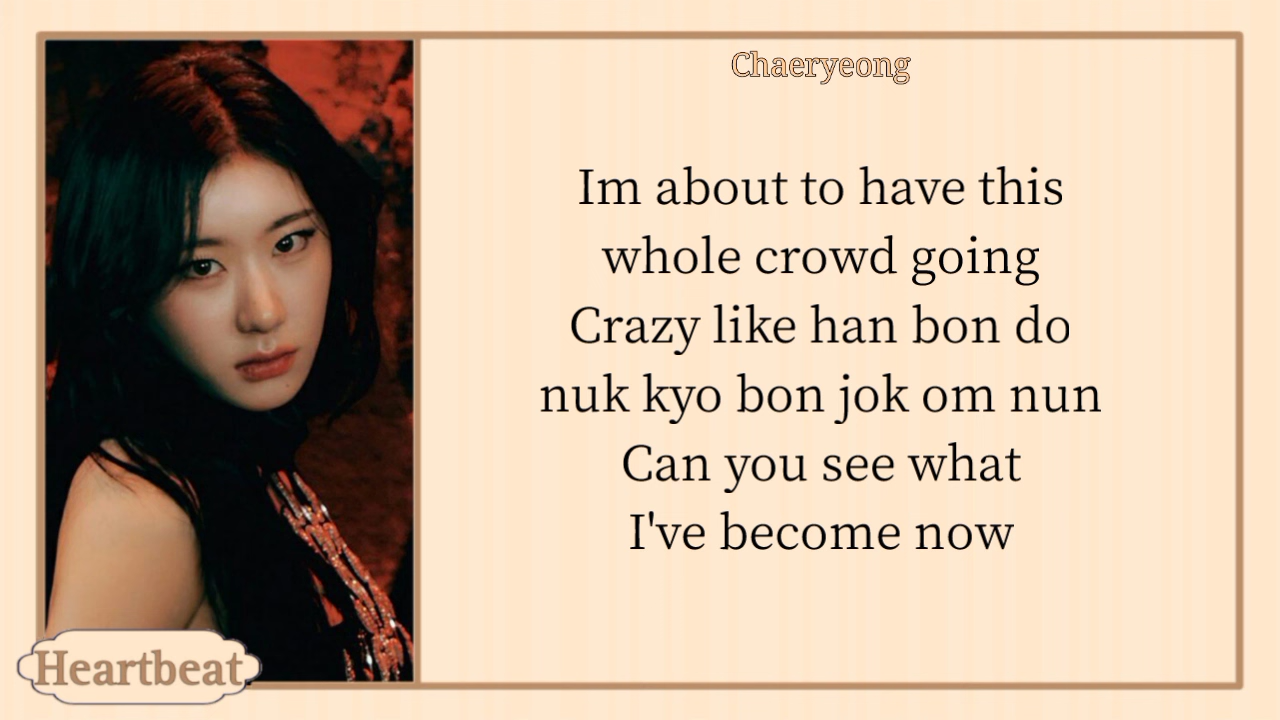 Chaeryeong
Im about to have this
whole crowd going
Crazy like han bon do
nuk kyo bon jok om nun
Can you see what
I've become now
Heartbeat